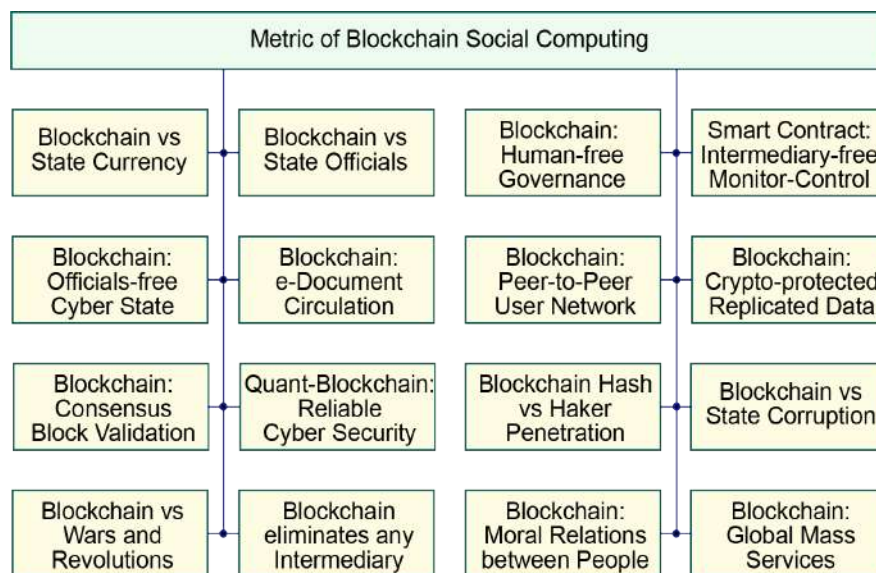 Metric of Blockchain Social Computing
Blockchain vs
State Currency
Blockchain vs
State Officials
Blockchain:
Human-free
Governance
Smart Contract:
Intermediary-free
Monitor-Control
Blockchain:
Officials-free
Cyber State
Blockchain:
e-Document
Circulation
Blockchain:
Peer-to-Peer
User Network
Blockchain:
Crypto-protected
Replicated Data
Blockchain:
Consensus
Block Validation
Quant-Blockchain:
Reliable
Cyber Security
Blockchain Hash
vs Haker
Penetration
Blockchain vs
State Corruption
Blockchain vs
Wars and
Revolutions
Blockchain
eliminates any
Intermediary
Blockchain:
Moral Relations
between People
Blockchain:
Global Mass
Services